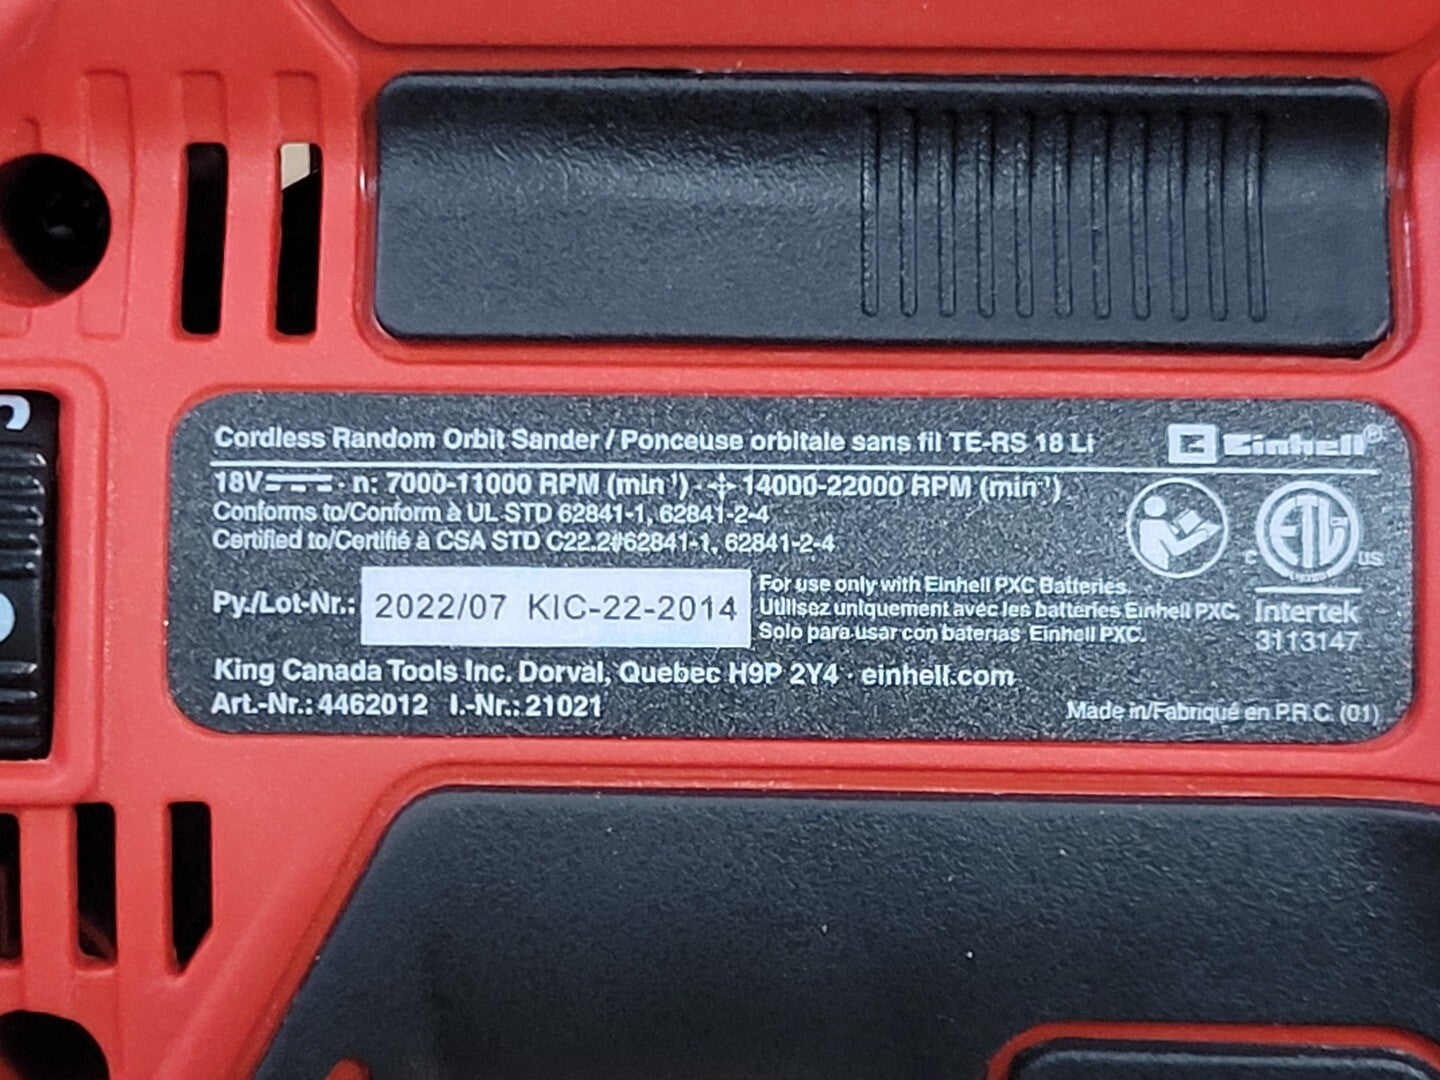 Cordless Random Orbit Sander / Ponceuse orbitale sans fil TE-RS 18 Li
Einhell®
18V⎓ · n: 7000-11000 RPM (min⁻¹) · 14000-22000 RPM (min⁻¹)
Conforms to/Conform à UL STD 62841-1, 62841-2-4
Certified to/Certifié à CSA STD C22.2#62841-1, 62841-2-4
ETL CM
C US
Intertek
3113147
Py./Lot-Nr.: 2022/07 KIC-22-2014
For use only with Einhell PXC Batteries.
Utilisez uniquement avec les batteries Einhell PXC.
Solo para usar con baterias Einhell PXC.
King Canada Tools Inc. Dorval, Quebec H9P 2Y4 · einhell.com
Art.-Nr.: 4462012 I.-Nr.: 21021
Made in/Fabriqué en P.R.C. (01)